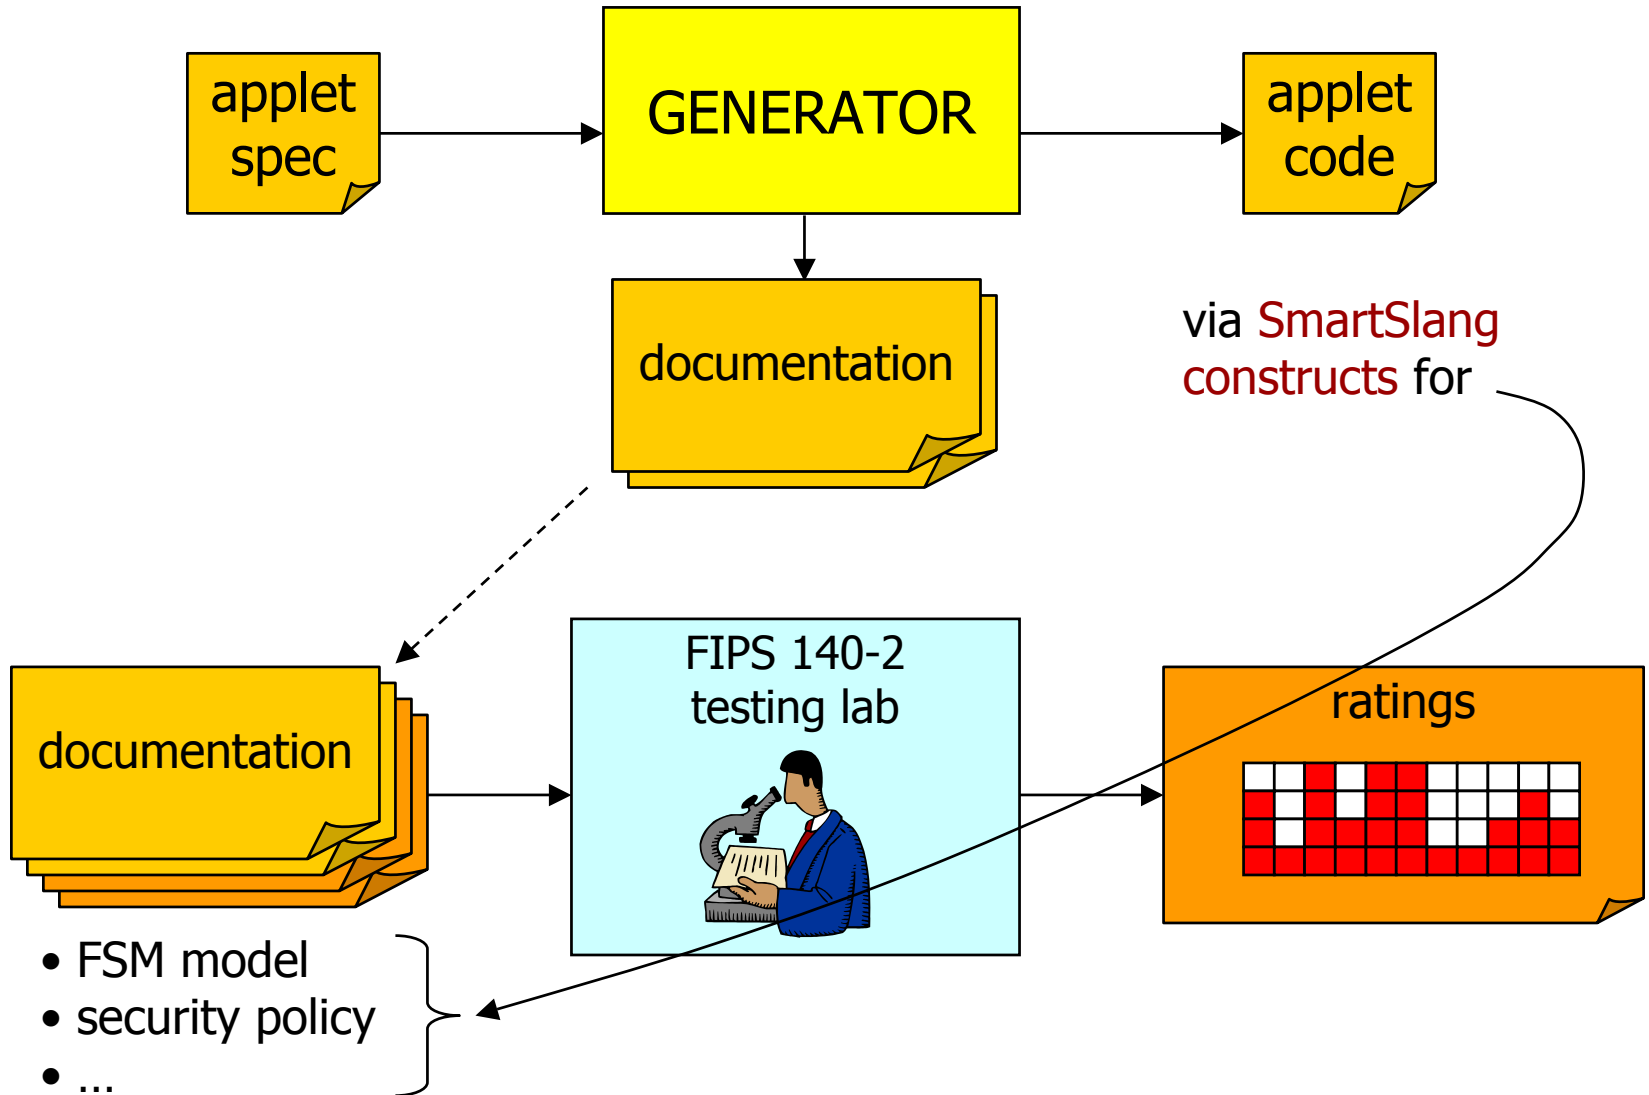 applet
spec
GENERATOR
applet
code
documentation
via SmartSlang
constructs for
documentation
FIPS 140-2
testing lab
ratings
• FSM model
• security policy
• ...